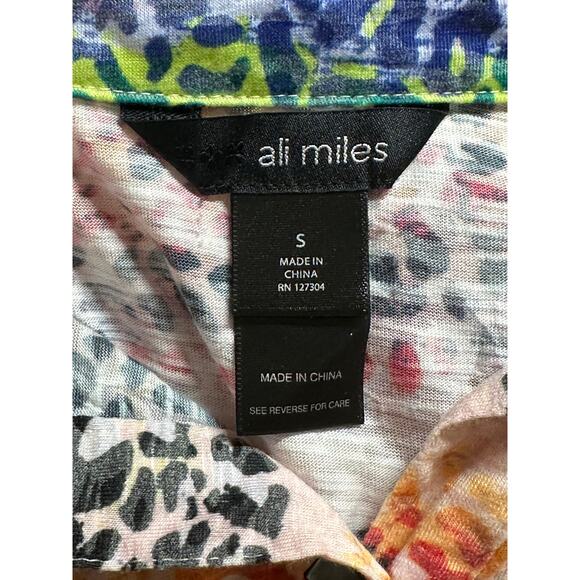 ali miles
S
MADE IN
CHINA
RN 127304
MADE IN CHINA
SEE REVERSE FOR CARE